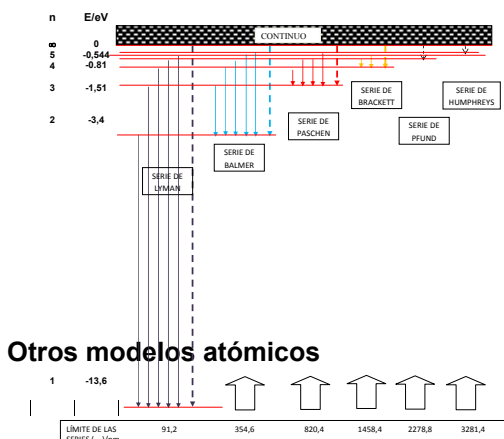 n E/eV
CONTINUO
∞ 0
5 -0,544
4 -0.81
3 -1,51
2 -3,4
SERIE DE
BRACKETT
SERIE DE
HUMPHREYS
SERIE DE
PASCHEN
SERIE DE
PFUND
SERIE DE
BALMER
SERIE DE
LYMAN
Otros modelos atómicos
1 -13,6
LÍMITE DE LAS 91,2 354,6 820,4 1458,4 2278,8 3281,4